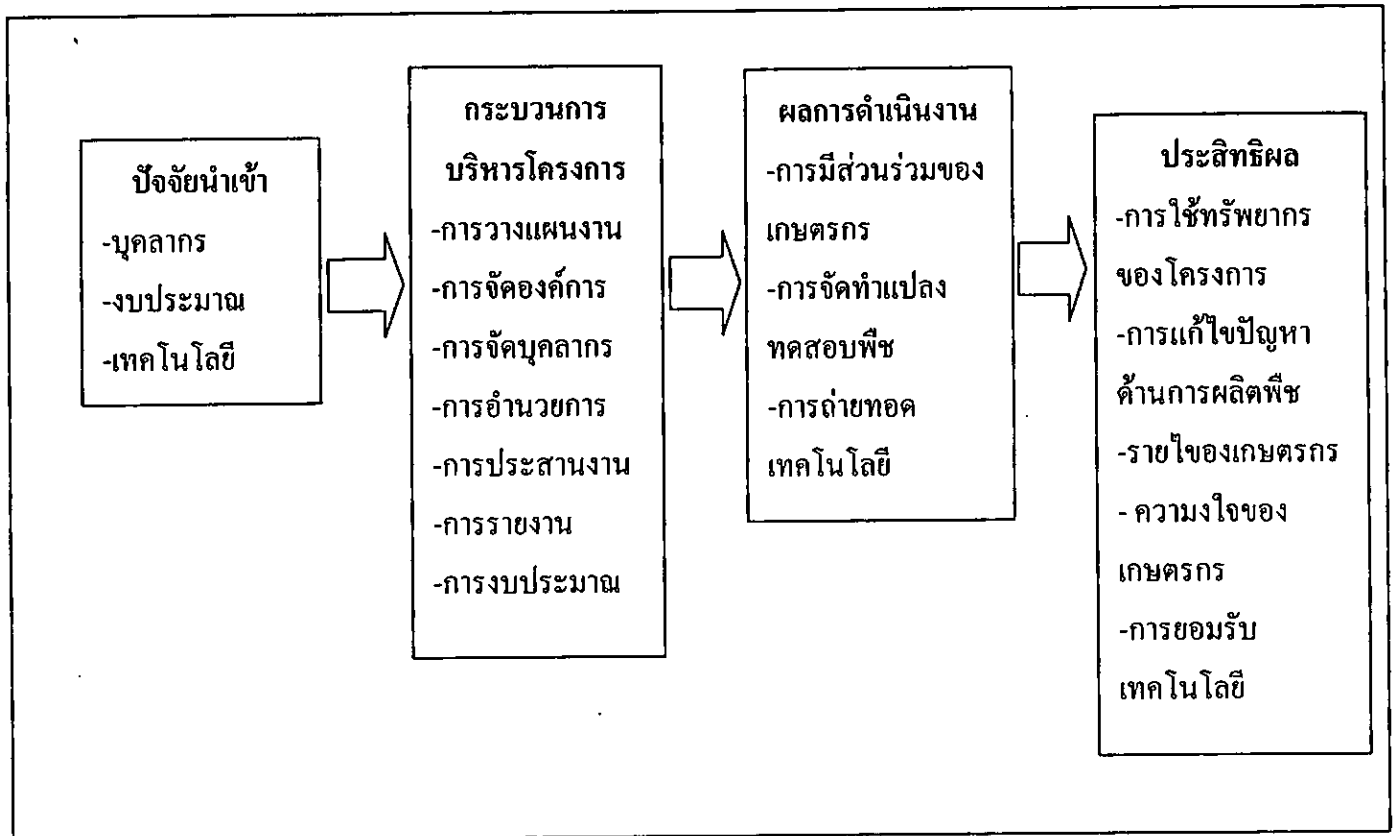 ปัจจัยนำเข้า
-บุคลากร
-งบประมาณ
-เทคโนโลยี
กระบวนการ
บริหารโครงการ
-การวางแผนงาน
-การจัดองค์การ
-การจัดบุคลากร
-การอำนวยการ
-การประสานงาน
-การรายงาน
-การงบประมาณ
ผลการดำเนินงาน
-การมีส่วนร่วมของ
เกษตรกร
-การจัดทำแปลง
ทดสอบพืช
-การถ่ายทอด
เทคโนโลยี
ประสิทธิผล
-การใช้ทรัพยากร
ของโครงการ
-การแก้ไขปัญหา
ด้านการผลิตพืช
-รายไของเกษตรกร
- ความงใจของ
เกษตรกร
-การยอมรับ
เทคโนโลยี